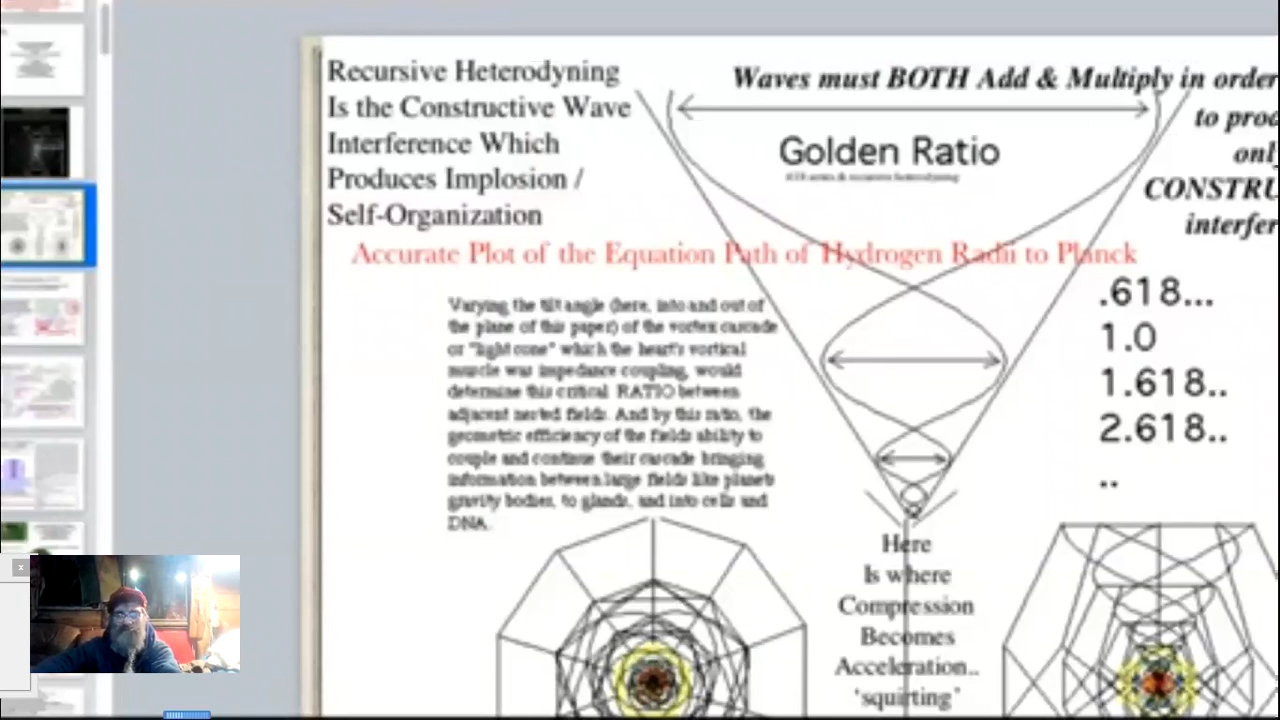 Recursive Heterodyning
Is the Constructive Wave
Interference Which
Produces Implosion /
Self-Organization
Waves must BOTH Add & Multiply in order
to prod
only
CONSTRU
interfer
Golden Ratio
.618 series & recursive heterodyning
Accurate Plot of the Equation Path of Hydrogen Radii to Planck
.618...
1.0
1.618..
2.618..
..
Varying the tilt angle (here, into and out of
the plane of this paper) of the vortex cascade
or "light cone" which the heart's vortical
muscle was impedance coupling, would
determine this critical RATIO between
adjacent nested fields. And by this ratio, the
geometric efficiency of the fields ability to
couple and continue their cascade bringing
information between large fields like planets
gravity bodies, to glands, and into cells and
DNA.
Here
Is where
Compression
Becomes
Acceleration..
'squirting'
x